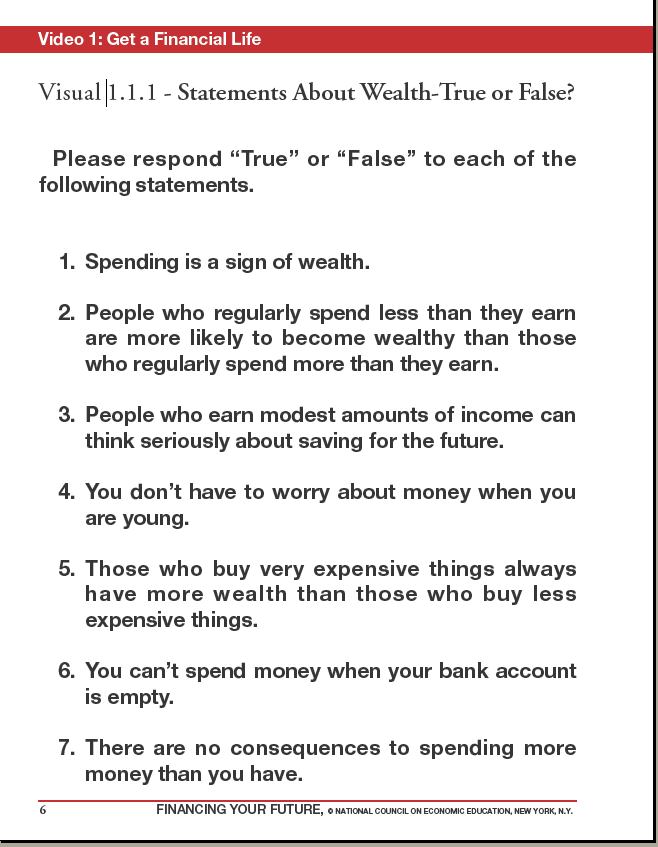 Video 1: Get a Financial Life
Visual 1.1.1 - Statements About Wealth-True or False?
Please respond “True” or “False” to each of the
following statements.
1. Spending is a sign of wealth.
2. People who regularly spend less than they earn
are more likely to become wealthy than those
who regularly spend more than they earn.
3. People who earn modest amounts of income can
think seriously about saving for the future.
4. You don’t have to worry about money when you
are young.
5. Those who buy very expensive things always
have more wealth than those who buy less
expensive things.
6. You can’t spend money when your bank account
is empty.
7. There are no consequences to spending more
money than you have.
6 FINANCING YOUR FUTURE, © NATIONAL COUNCIL ON ECONOMIC EDUCATION, NEW YORK, N.Y.